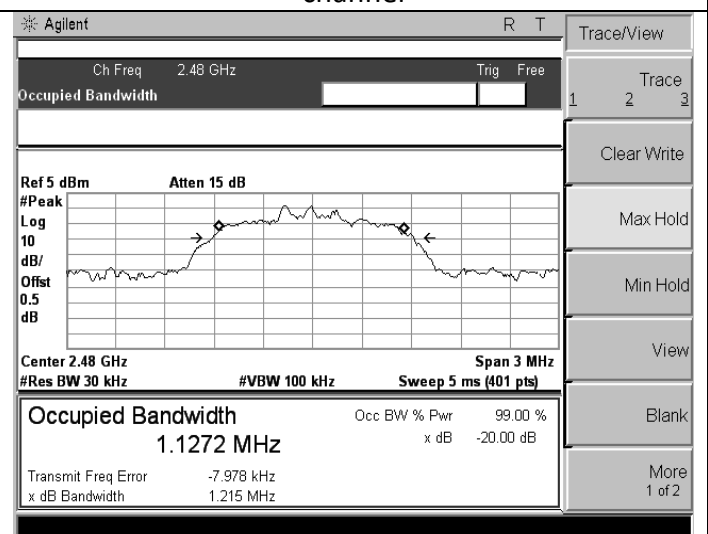 channel
Agilent R T Trace/View
Ch Freq 2.48 GHz Trig Free
Occupied Bandwidth
Trace
1 2 3
Clear Write
Ref 5 dBm Atten 15 dB
#Peak
Log
10
dB/
Offst
0.5
dB
Max Hold
Min Hold
Center 2.48 GHz Span 3 MHz
#Res BW 30 kHz #VBW 100 kHz Sweep 5 ms (401 pts)
View
Occupied Bandwidth Occ BW % Pwr 99.00 %
1.1272 MHz x dB -20.00 dB
Blank
Transmit Freq Error -7.978 kHz
x dB Bandwidth 1.215 MHz
More
1 of 2